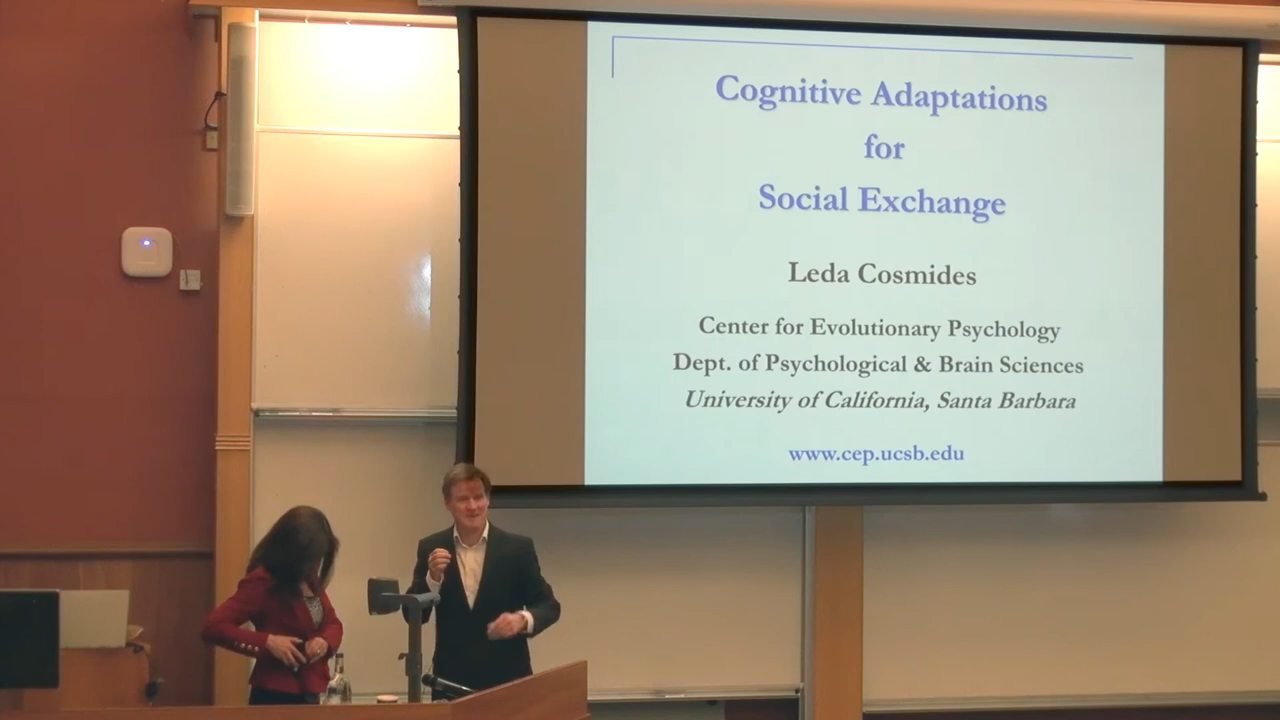 Cognitive Adaptations
for
Social Exchange
Leda Cosmides
Center for Evolutionary Psychology
Dept. of Psychological & Brain Sciences
University of California, Santa Barbara
www.cep.ucsb.edu